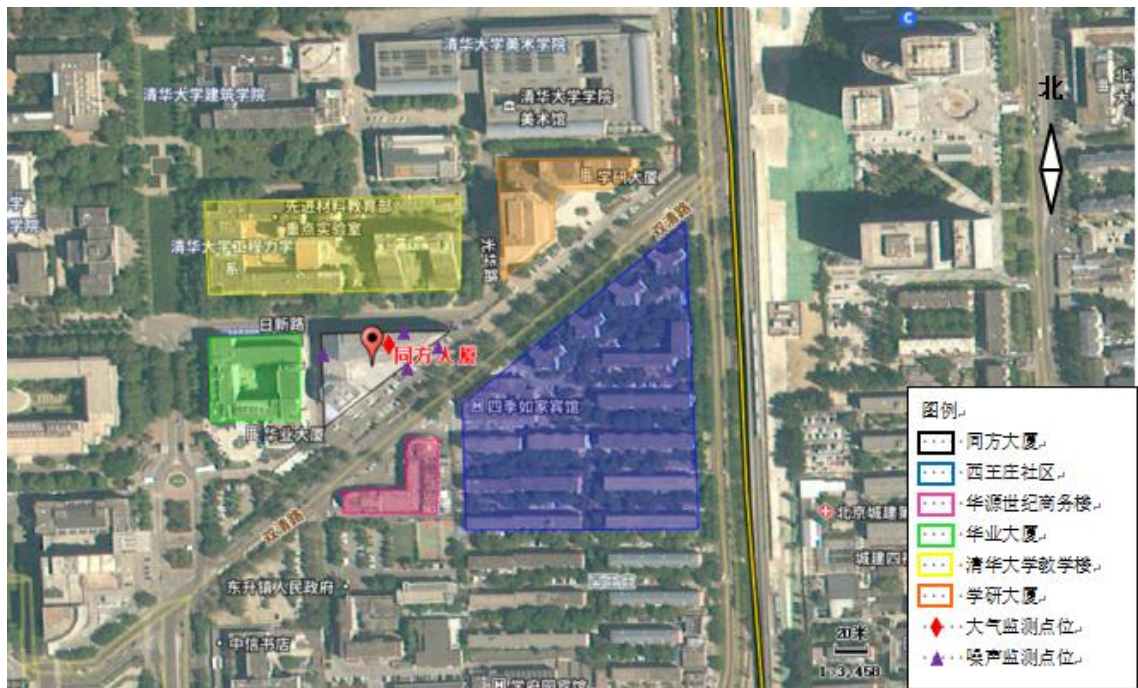 C
清华大学美术学院
清华大学建筑学院
清华大学学院
美术馆
北
学
学院
学研大厦
先进材料教育部
重点实验室
清华大学工程力学
系
双清路
日新路
同方大厦
四季如家宾馆
华业大厦
双清路
东升镇人民政府
中信书店
北京城建
城建四
20米
1:3,458
图例
同方大厦
西王庄社区
华源世纪商务楼
华业大厦
清华大学教学楼
学研大厦
大气监测点位
噪声监测点位